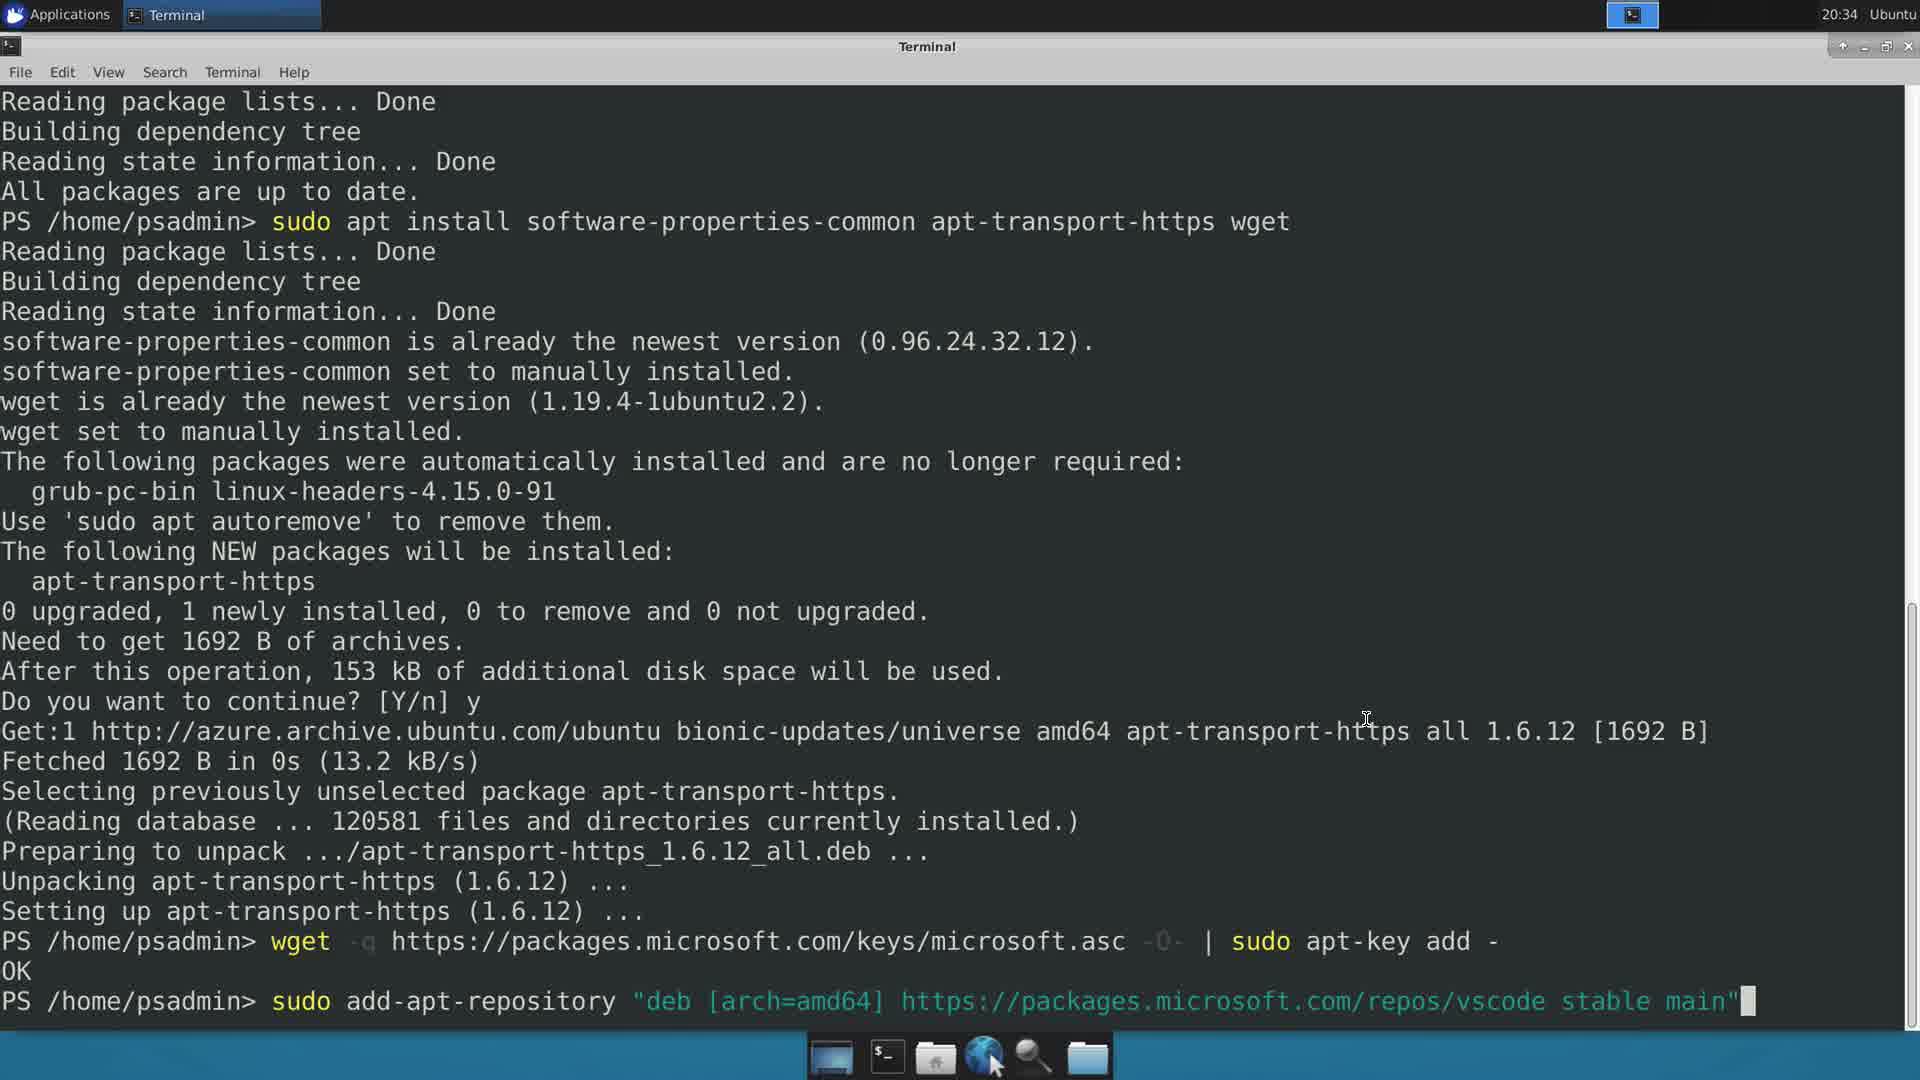 Applications
Terminal
20:34
Ubuntu
Terminal
File Edit View Search Terminal Help
Reading package lists... Done
Building dependency tree
Reading state information... Done
All packages are up to date.
PS /home/psadmin> sudo apt install software-properties-common apt-transport-https wget
Reading package lists... Done
Building dependency tree
Reading state information... Done
software-properties-common is already the newest version (0.96.24.32.12).
software-properties-common set to manually installed.
wget is already the newest version (1.19.4-1ubuntu2.2).
wget set to manually installed.
The following packages were automatically installed and are no longer required:
  grub-pc-bin linux-headers-4.15.0-91
Use 'sudo apt autoremove' to remove them.
The following NEW packages will be installed:
  apt-transport-https
0 upgraded, 1 newly installed, 0 to remove and 0 not upgraded.
Need to get 1692 B of archives.
After this operation, 153 kB of additional disk space will be used.
Do you want to continue? [Y/n] y
Get:1 http://azure.archive.ubuntu.com/ubuntu bionic-updates/universe amd64 apt-transport-https all 1.6.12 [1692 B]
Fetched 1692 B in 0s (13.2 kB/s)
Selecting previously unselected package apt-transport-https.
(Reading database ... 120581 files and directories currently installed.)
Preparing to unpack .../apt-transport-https_1.6.12_all.deb ...
Unpacking apt-transport-https (1.6.12) ...
Setting up apt-transport-https (1.6.12) ...
PS /home/psadmin> wget -q https://packages.microsoft.com/keys/microsoft.asc -O- | sudo apt-key add -
OK
PS /home/psadmin> sudo add-apt-repository "deb [arch=amd64] https://packages.microsoft.com/repos/vscode stable main"